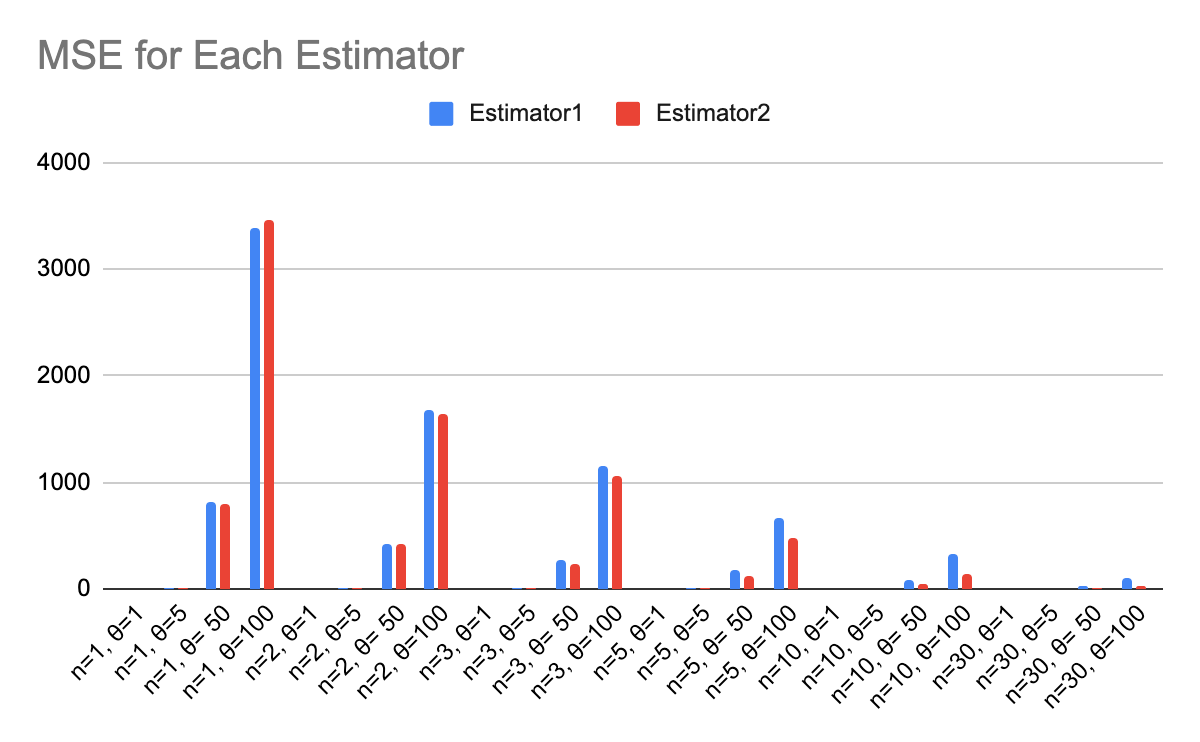 MSE for Each Estimator
Estimator1
Estimator2
4000
3000
2000
1000
0
n=1, θ=1
n=1, θ=5
n=1, θ= 50
n=1, θ=100
n=2, θ=1
n=2, θ=5
n=2, θ= 50
n=2, θ=100
n=3, θ=1
n=3, θ=5
n=3, θ= 50
n=3, θ=100
n=5, θ=1
n=5, θ=5
n=5, θ= 50
n=5, θ=100
n=10, θ=1
n=10, θ=5
n=10, θ= 50
n=10, θ=100
n=30, θ=1
n=30, θ=5
n=30, θ= 50
n=30, θ=100